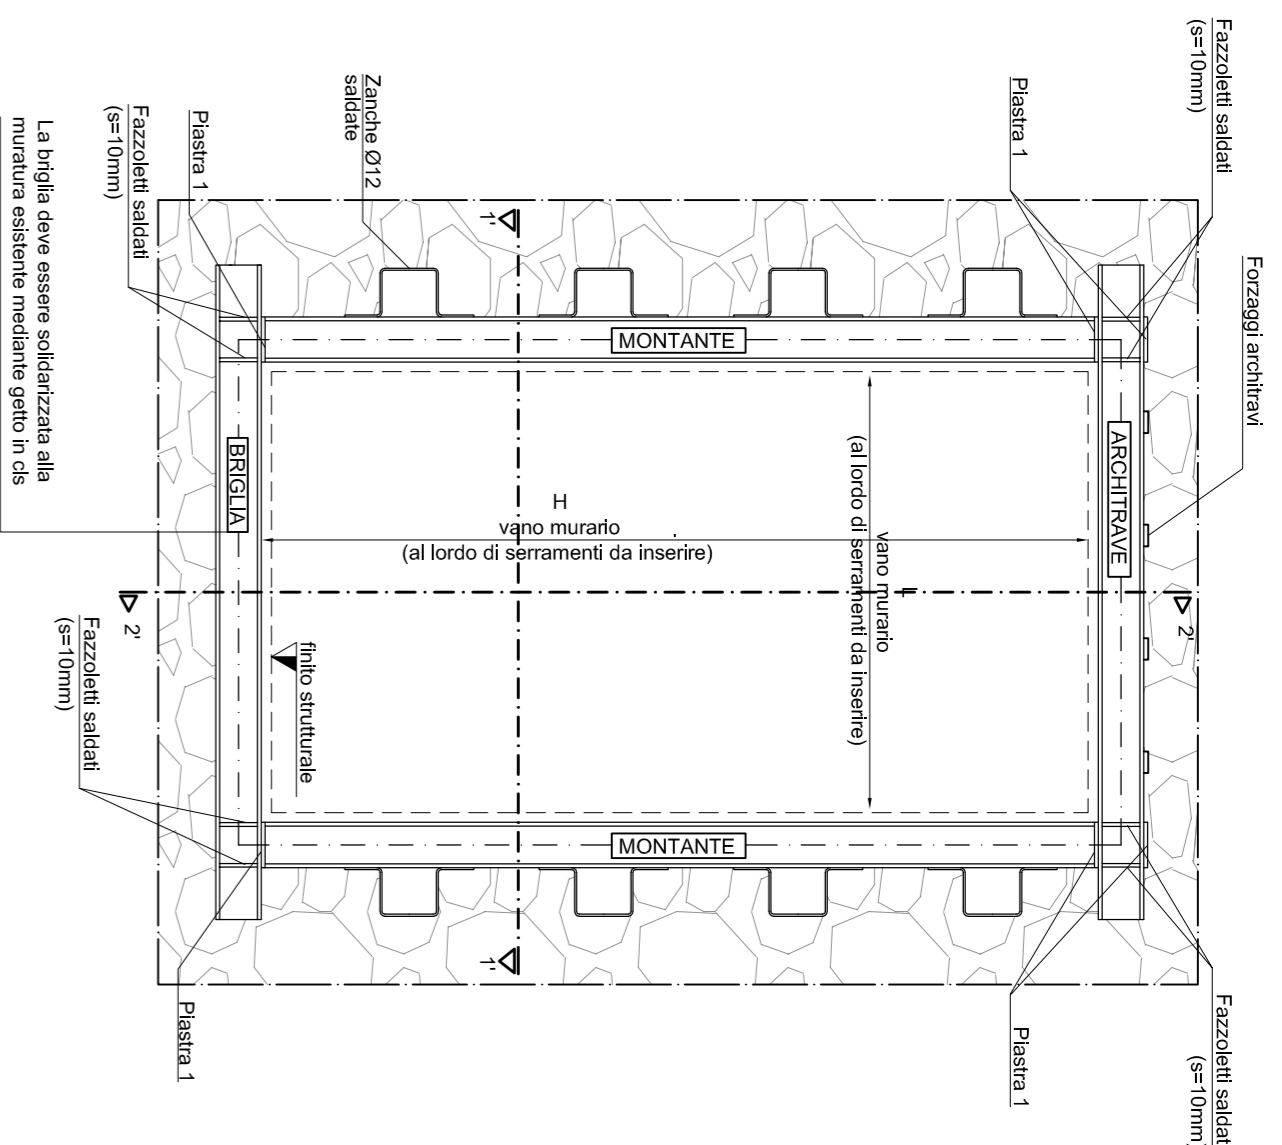 Fazzoletti saldati
(s=10mm)
Piastra 1
Forzaggi architravi
Zanche Ø12
saldate
Piastra 1
Fazzoletti saldati
(s=10mm)
La briglia deve essere solidarizzata alla
muratura esistente mediante getto in cls
1'
MONTANTE
ARCHITRAVE
BRIGLIA
H
vano murario
(al lordo di serramenti da inserire)
L
vano murario
(al lordo di serramenti da inserire)
2'
2'
finito strutturale
Fazzoletti saldati
(s=10mm)
MONTANTE
1'
Piastra 1
Piastra 1
Fazzoletti saldat
(s=10mm